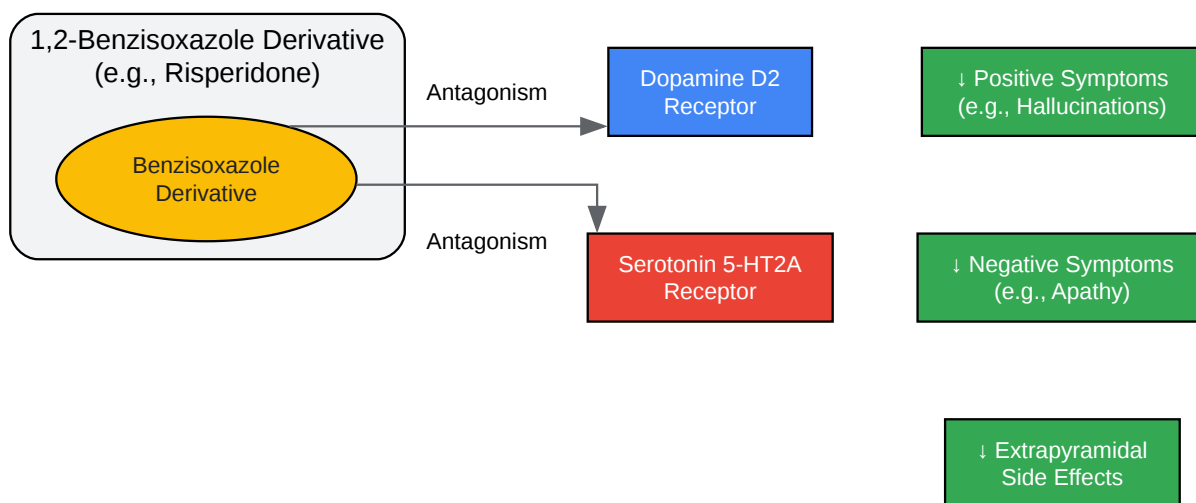 1,2-Benzisoxazole Derivative
(e.g., Risperidone)
Benzisoxazole
Derivative
Antagonism
Antagonism
Dopamine D2
Receptor
Serotonin 5-HT2A
Receptor
↓ Positive Symptoms
(e.g., Hallucinations)
↓ Negative Symptoms
(e.g., Apathy)
↓ Extrapyramidal
Side Effects